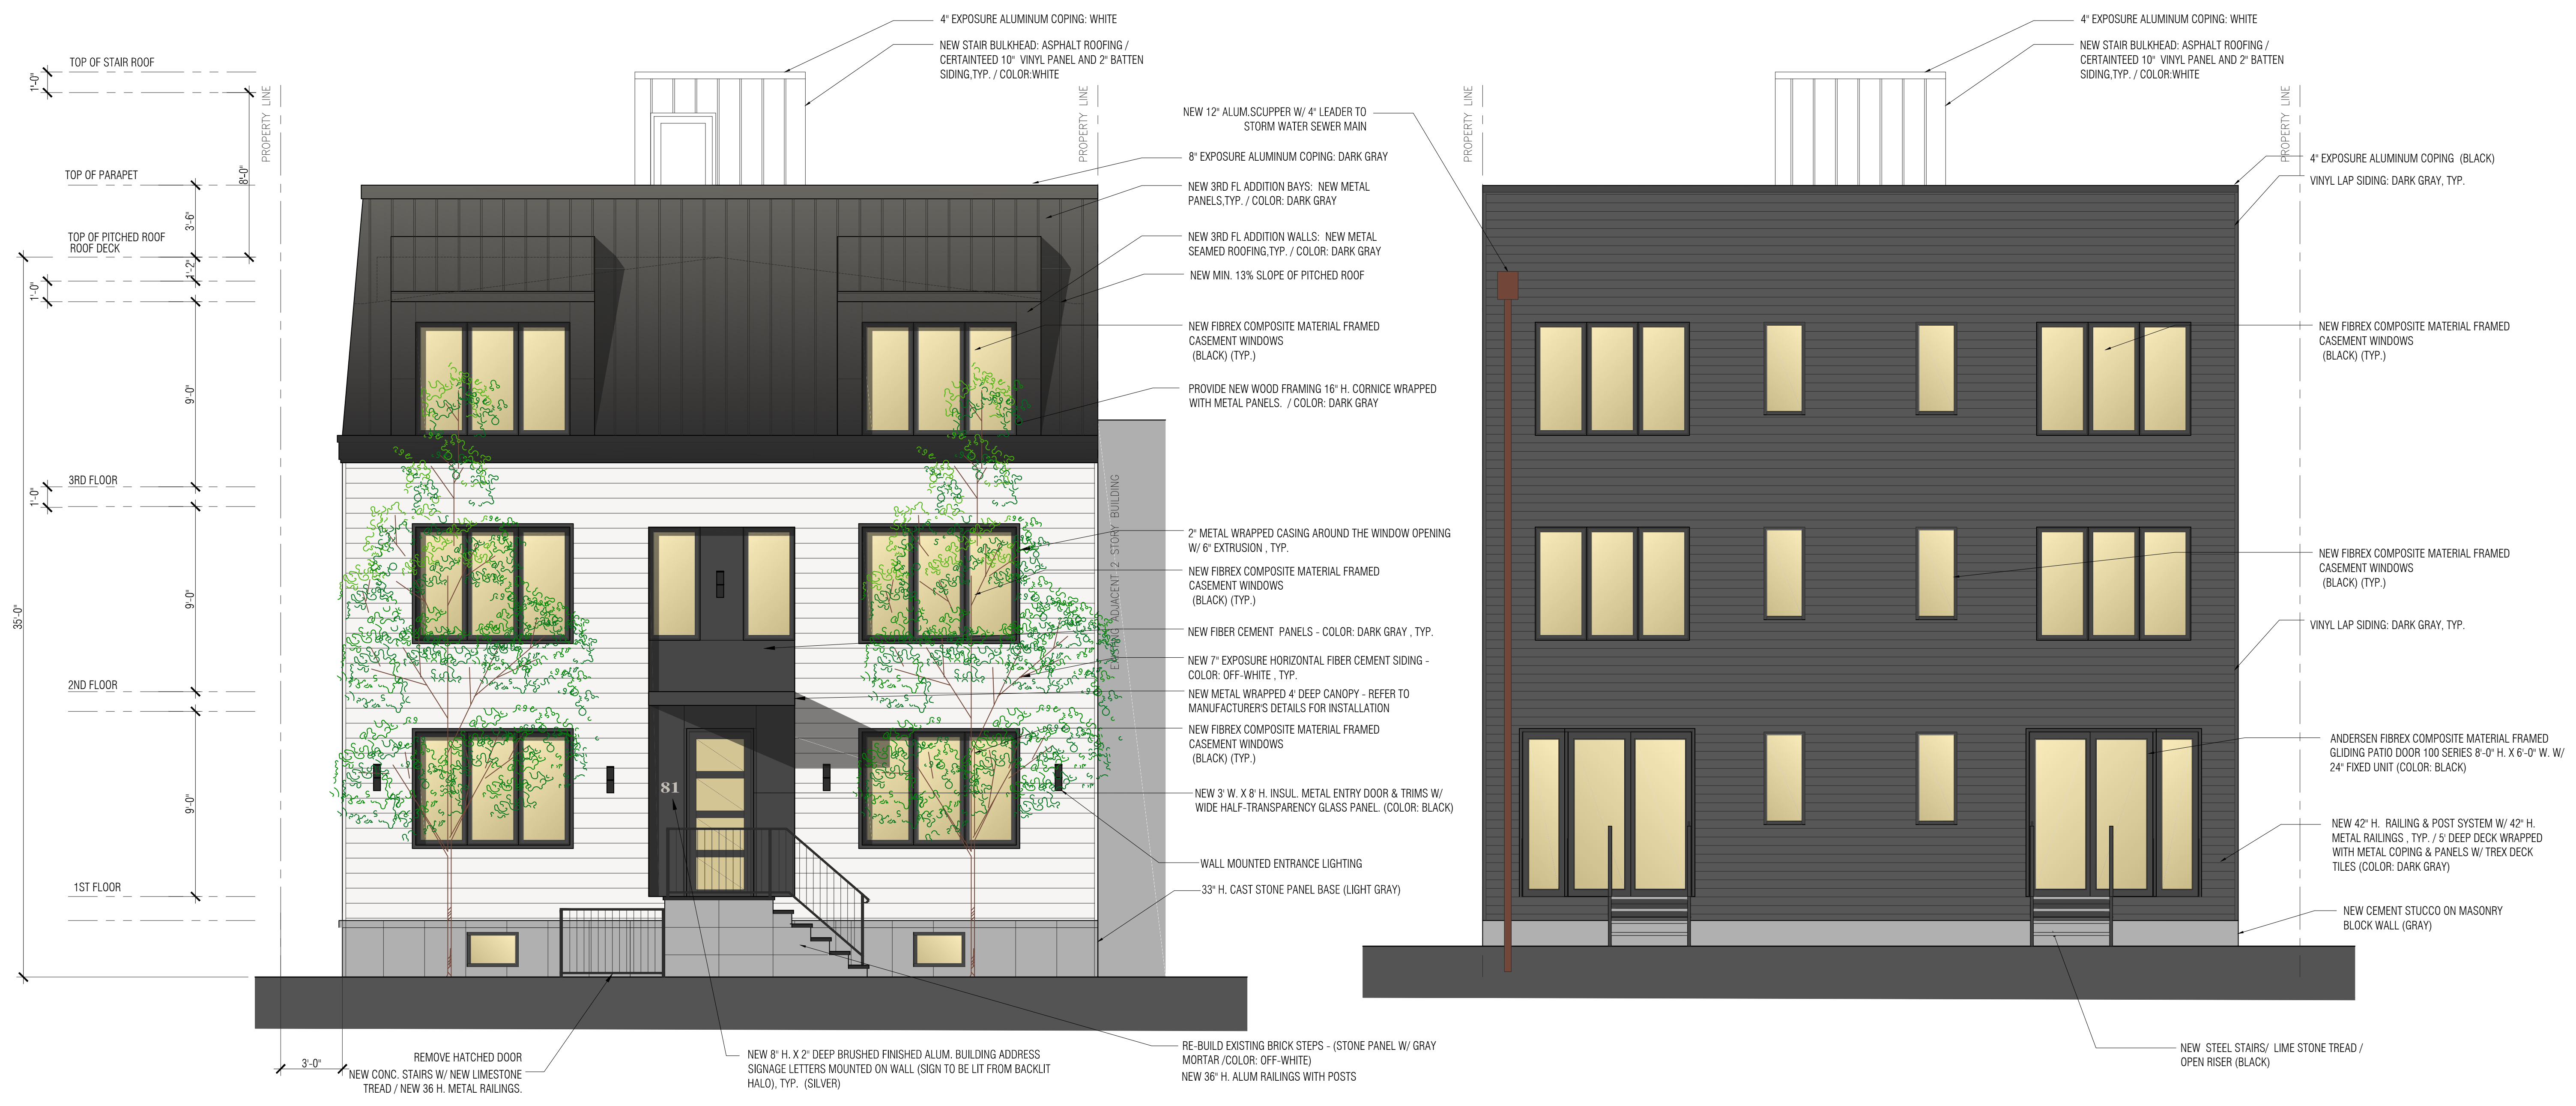 4" EXPOSURE ALUMINUM COPING: WHITE
NEW STAIR BULKHEAD: ASPHALT ROOFING /
CERTAINTEED 10" VINYL PANEL AND 2" BATTEN
SIDING,TYP. / COLOR:WHITE
TOP OF STAIR ROOF
1'-0"
PROPERTY LINE
PROPERTY LINE
8'-0"
TOP OF PARAPET
3'-6"
TOP OF PITCHED ROOF
ROOF DECK
1'-2"
1'-0"
9'-0"
3RD FLOOR
1'-0"
9'-0"
35'-0"
2ND FLOOR
9'-0"
1ST FLOOR
3'-0"
81
EXISTING ADJACENT 2 STORY BUILDING
NEW 12" ALUM.SCUPPER W/ 4" LEADER TO
STORM WATER SEWER MAIN
8" EXPOSURE ALUMINUM COPING: DARK GRAY
NEW 3RD FL ADDITION BAYS: NEW METAL
PANELS,TYP. / COLOR: DARK GRAY
NEW 3RD FL ADDITION WALLS: NEW METAL
SEAMED ROOFING,TYP. / COLOR: DARK GRAY
NEW MIN. 13% SLOPE OF PITCHED ROOF
NEW FIBREX COMPOSITE MATERIAL FRAMED
CASEMENT WINDOWS
(BLACK) (TYP.)
PROVIDE NEW WOOD FRAMING 16" H. CORNICE WRAPPED
WITH METAL PANELS. / COLOR: DARK GRAY
2" METAL WRAPPED CASING AROUND THE WINDOW OPENING
W/ 6" EXTRUSION , TYP.
NEW FIBREX COMPOSITE MATERIAL FRAMED
CASEMENT WINDOWS
(BLACK) (TYP.)
NEW FIBER CEMENT PANELS - COLOR: DARK GRAY , TYP.
NEW 7" EXPOSURE HORIZONTAL FIBER CEMENT SIDING -
COLOR: OFF-WHITE , TYP.
NEW METAL WRAPPED 4' DEEP CANOPY - REFER TO
MANUFACTURER'S DETAILS FOR INSTALLATION
NEW FIBREX COMPOSITE MATERIAL FRAMED
CASEMENT WINDOWS
(BLACK) (TYP.)
NEW 3' W. X 8' H. INSUL. METAL ENTRY DOOR & TRIMS W/
WIDE HALF-TRANSPARENCY GLASS PANEL. (COLOR: BLACK)
WALL MOUNTED ENTRANCE LIGHTING
33" H. CAST STONE PANEL BASE (LIGHT GRAY)
REMOVE HATCHED DOOR
NEW CONC. STAIRS W/ NEW LIMESTONE
TREAD / NEW 36 H. METAL RAILINGS.
NEW 8" H. X 2" DEEP BRUSHED FINISHED ALUM. BUILDING ADDRESS
SIGNAGE LETTERS MOUNTED ON WALL (SIGN TO BE LIT FROM BACKLIT
HALO), TYP. (SILVER)
RE-BUILD EXISTING BRICK STEPS - (STONE PANEL W/ GRAY
MORTAR /COLOR: OFF-WHITE)
NEW 36" H. ALUM RAILINGS WITH POSTS
4" EXPOSURE ALUMINUM COPING: WHITE
NEW STAIR BULKHEAD: ASPHALT ROOFING /
CERTAINTEED 10" VINYL PANEL AND 2" BATTEN
SIDING,TYP. / COLOR:WHITE
PROPERTY LINE
PROPERTY LINE
4" EXPOSURE ALUMINUM COPING (BLACK)
VINYL LAP SIDING: DARK GRAY, TYP.
NEW FIBREX COMPOSITE MATERIAL FRAMED
CASEMENT WINDOWS
(BLACK) (TYP.)
NEW FIBREX COMPOSITE MATERIAL FRAMED
CASEMENT WINDOWS
(BLACK) (TYP.)
VINYL LAP SIDING: DARK GRAY, TYP.
ANDERSEN FIBREX COMPOSITE MATERIAL FRAMED
GLIDING PATIO DOOR 100 SERIES 8'-0" H. X 6'-0" W. W/
24" FIXED UNIT (COLOR: BLACK)
NEW 42" H. RAILING & POST SYSTEM W/ 42" H.
METAL RAILINGS , TYP. / 5' DEEP DECK WRAPPED
WITH METAL COPING & PANELS W/ TREX DECK
TILES (COLOR: DARK GRAY)
NEW CEMENT STUCCO ON MASONRY
BLOCK WALL (GRAY)
NEW STEEL STAIRS/ LIME STONE TREAD /
OPEN RISER (BLACK)